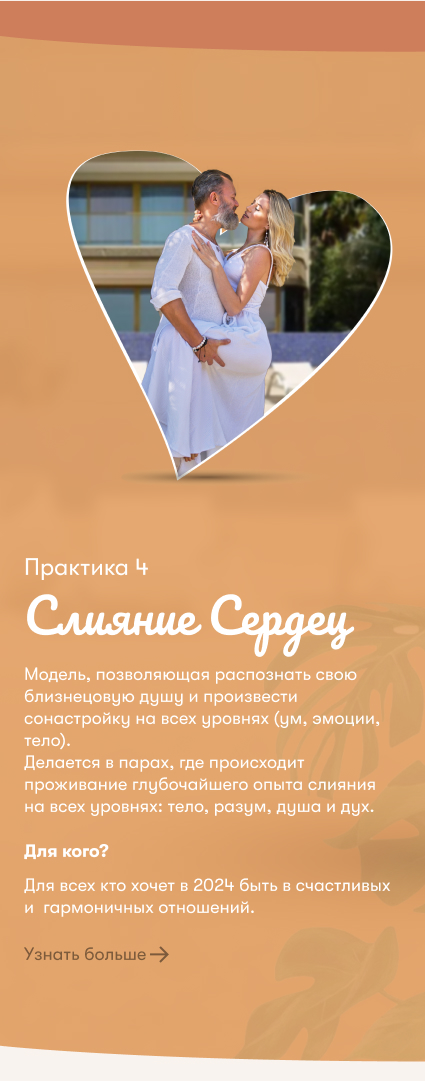 Практика 4
Слияние Сердец
Модель, позволяющая распознать свою
близнецовую душу и произвести
сонастройку на всех уровнях (ум, эмоции,
тело).
Делается в парах, где происходит
проживание глубочайшего опыта слияния
на всех уровнях: тело, разум, душа и дух.
Для кого?
Для всех кто хочет в 2024 быть в счастливых
и  гармоничных отношений.
Узнать больше →